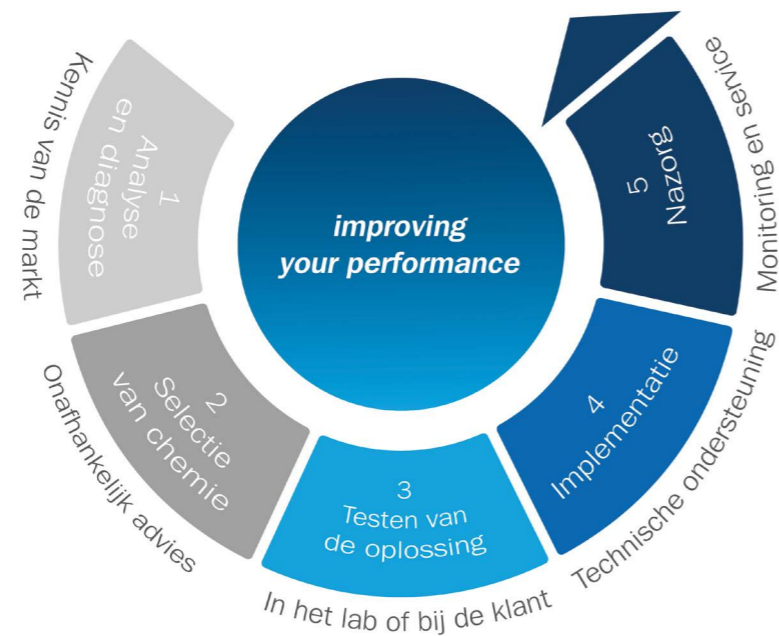 improving
your performance
1
Analyse
en diagnose
Kennis van de markt
2
Selectie
van chemie
Onafhankelijk advies
3
Testen van
de oplossing
In het lab of bij de klant
4
Implementatie
Technische ondersteuning
5
Nazorg
Monitoring en service